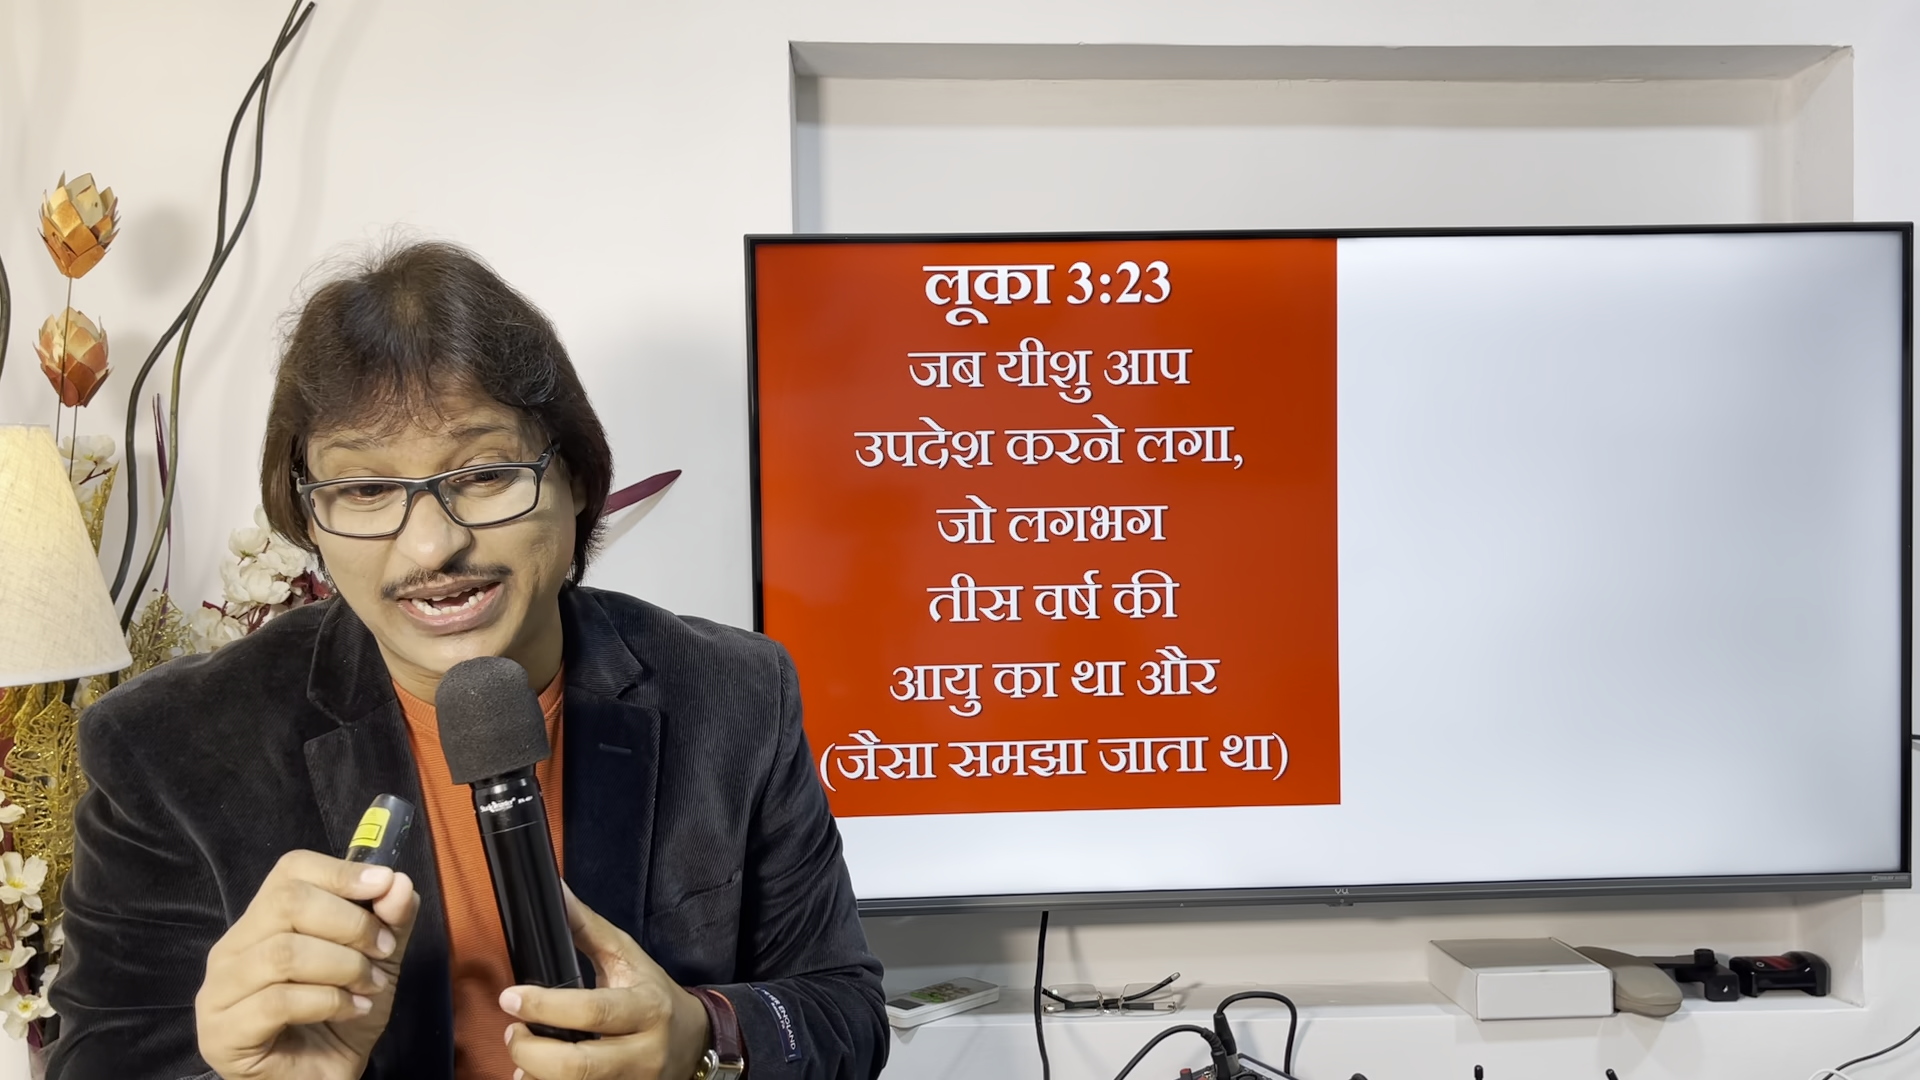 लूका 3:23
जब यीशु आप
उपदेश करने लगा,
जो लगभग
तीस वर्ष की
आयु का था और
(जैसा समझा जाता था)